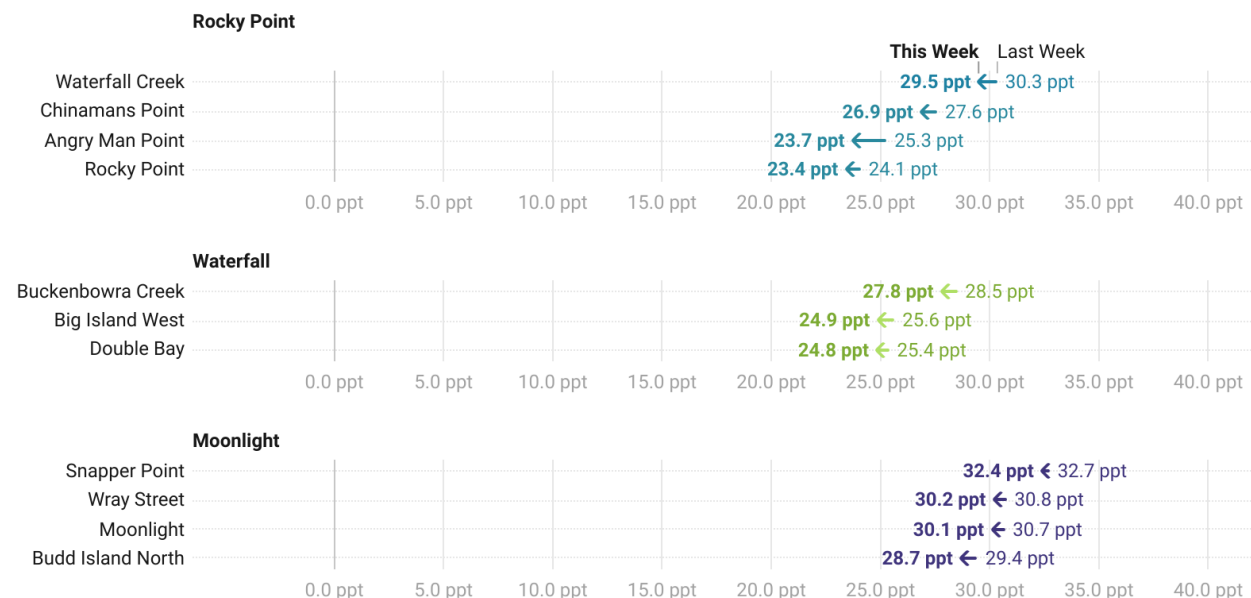 Rocky Point
This Week Last Week
Waterfall Creek 29.5 ppt 30.3 ppt
Chinamans Point 26.9 ppt 27.6 ppt
Angry Man Point 23.7 ppt 25.3 ppt
Rocky Point 23.4 ppt 24.1 ppt
0.0 ppt 5.0 ppt 10.0 ppt 15.0 ppt 20.0 ppt 25.0 ppt 30.0 ppt 35.0 ppt 40.0 ppt
Waterfall
Buckenbowra Creek 27.8 ppt 28.5 ppt
Big Island West 24.9 ppt 25.6 ppt
Double Bay 24.8 ppt 25.4 ppt
0.0 ppt 5.0 ppt 10.0 ppt 15.0 ppt 20.0 ppt 25.0 ppt 30.0 ppt 35.0 ppt 40.0 ppt
Moonlight
Snapper Point 32.4 ppt 32.7 ppt
Wray Street 30.2 ppt 30.8 ppt
Moonlight 30.1 ppt 30.7 ppt
Budd Island North 28.7 ppt 29.4 ppt
0.0 ppt 5.0 ppt 10.0 ppt 15.0 ppt 20.0 ppt 25.0 ppt 30.0 ppt 35.0 ppt 40.0 ppt